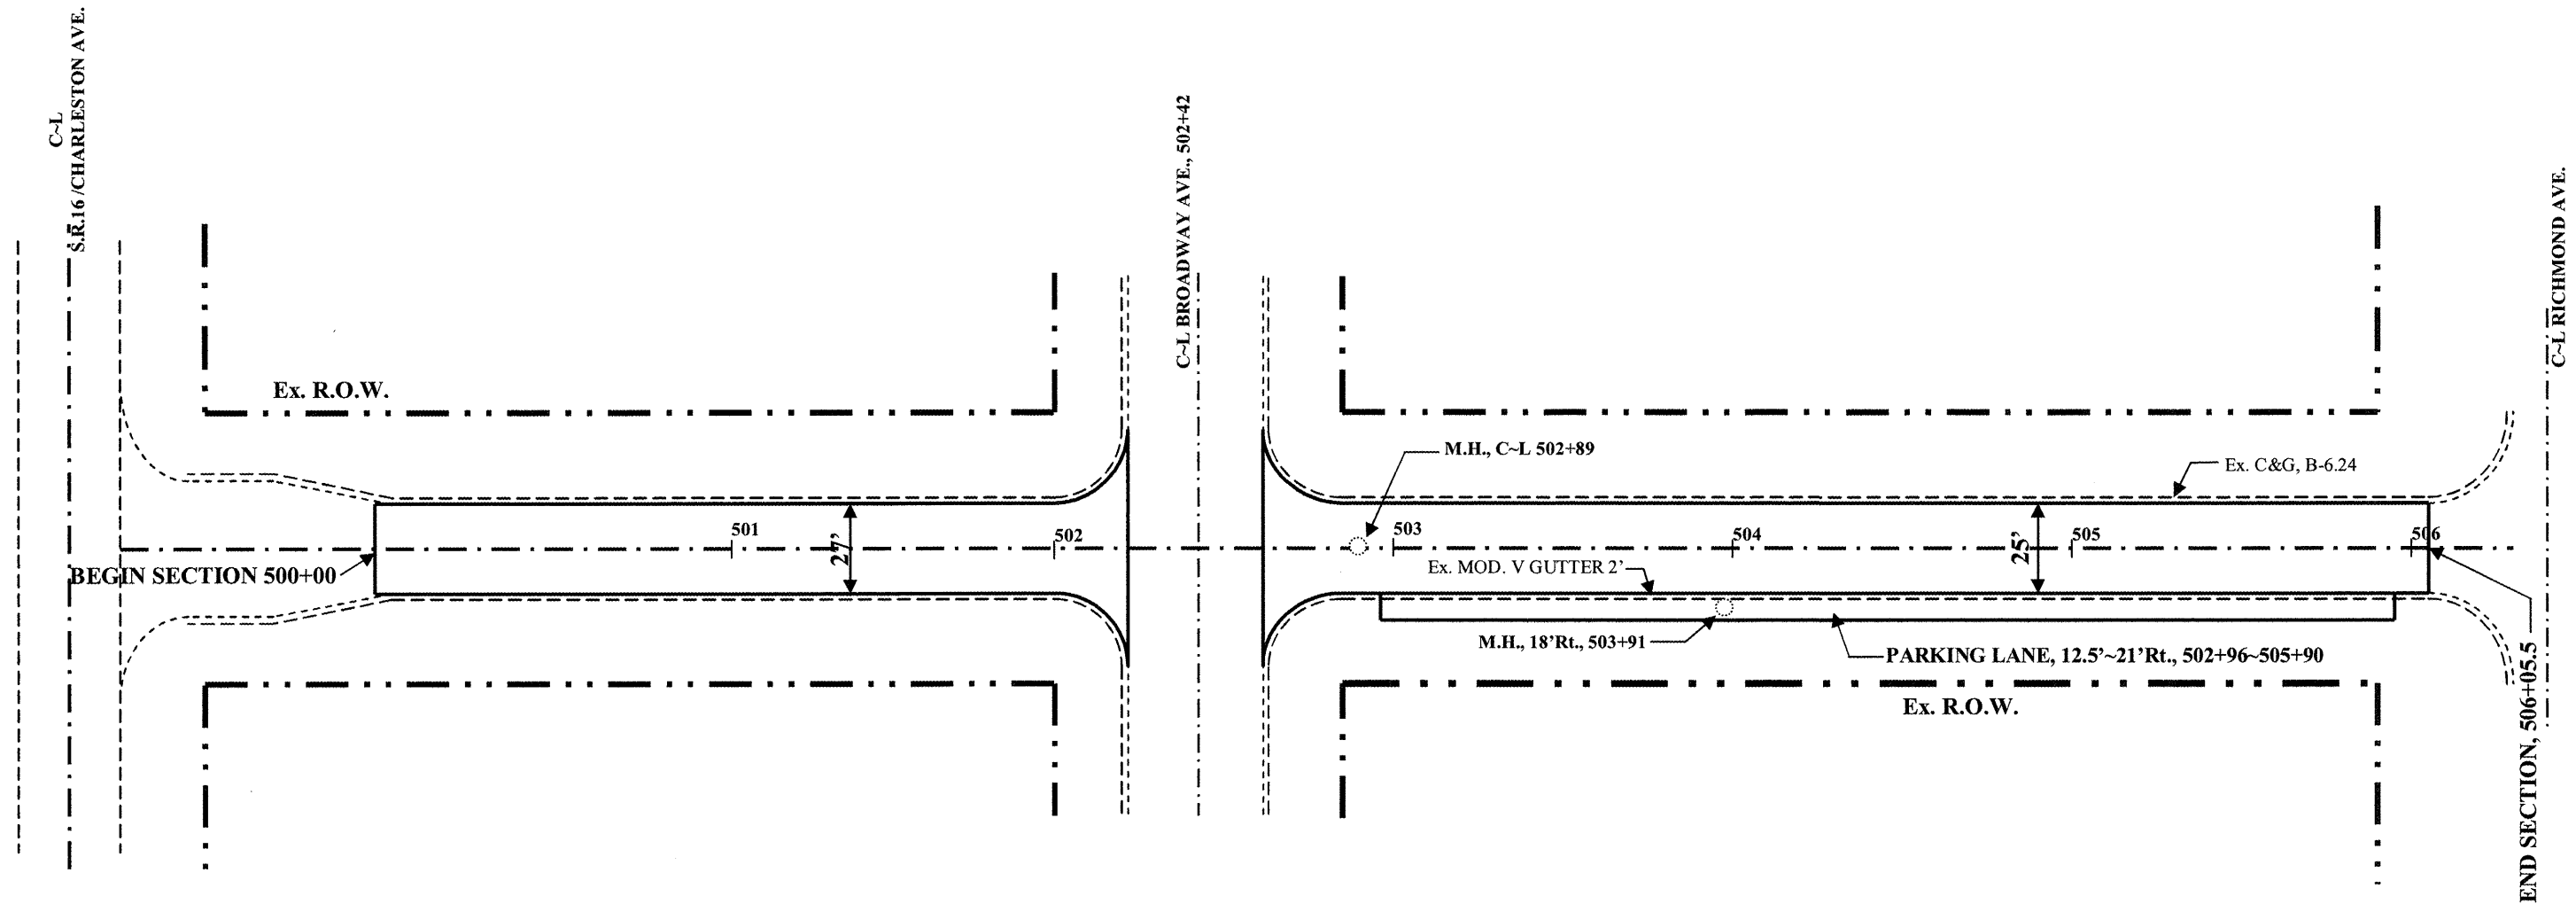 C~L
S.R.16 /CHARLESTON AVE.
C~L BROADWAY AVE., 502+42
C~L RICHMOND AVE.
Ex. R.O.W.
M.H., C~L 502+89
Ex. C&G, B-6.24
501
502
503
504
505
506
27'
25'
BEGIN SECTION 500+00
Ex. MOD. V GUTTER 2'
M.H., 18'Rt., 503+91
PARKING LANE, 12.5'~21'Rt., 502+96~505+90
Ex. R.O.W.
END SECTION, 506+05.5